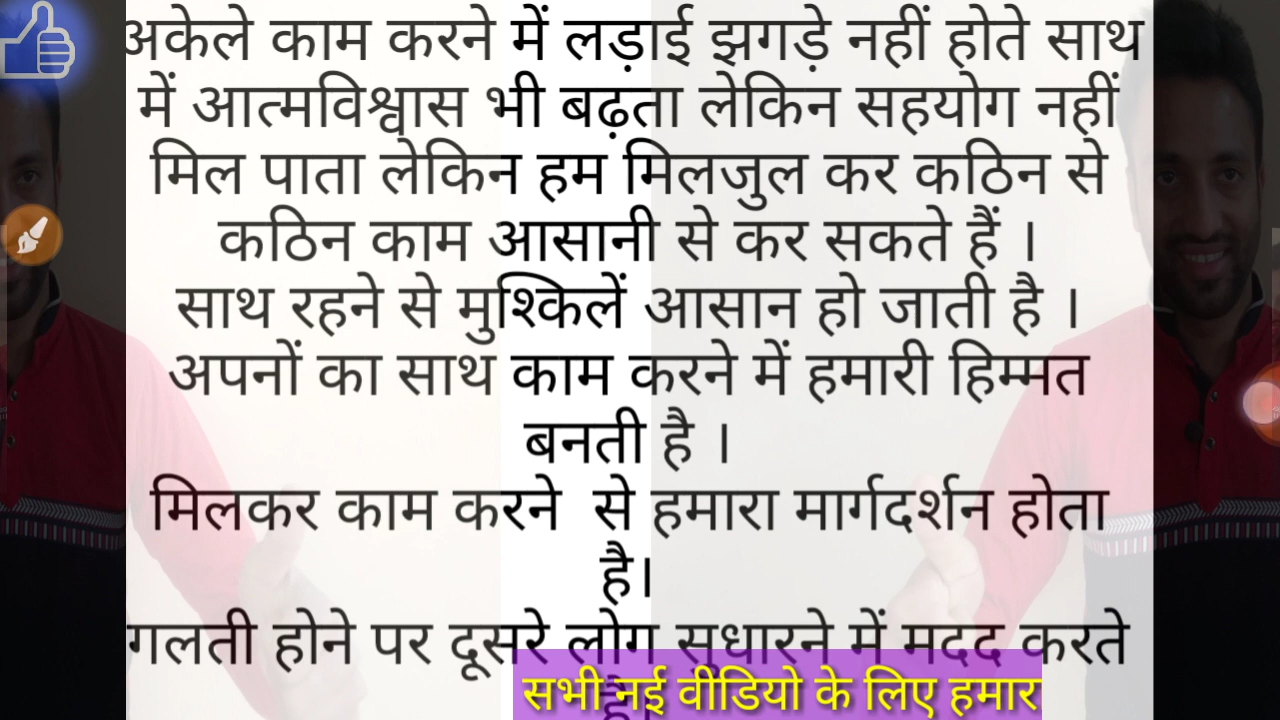 अकेले काम करने में लड़ाई झगड़े नहीं होते साथ
में आत्मविश्वास भी बढ़ता लेकिन सहयोग नहीं
मिल पाता लेकिन हम मिलजुल कर कठिन से
कठिन काम आसानी से कर सकते हैं ।
साथ रहने से मुश्किलें आसान हो जाती है ।
अपनों का साथ काम करने में हमारी हिम्मत
बनती है ।
मिलकर काम करने से हमारा मार्गदर्शन होता
है।
गलती होने पर दूसरे लोग सुधारने में मदद करते
है।
सभी नई वीडियो के लिए हमार